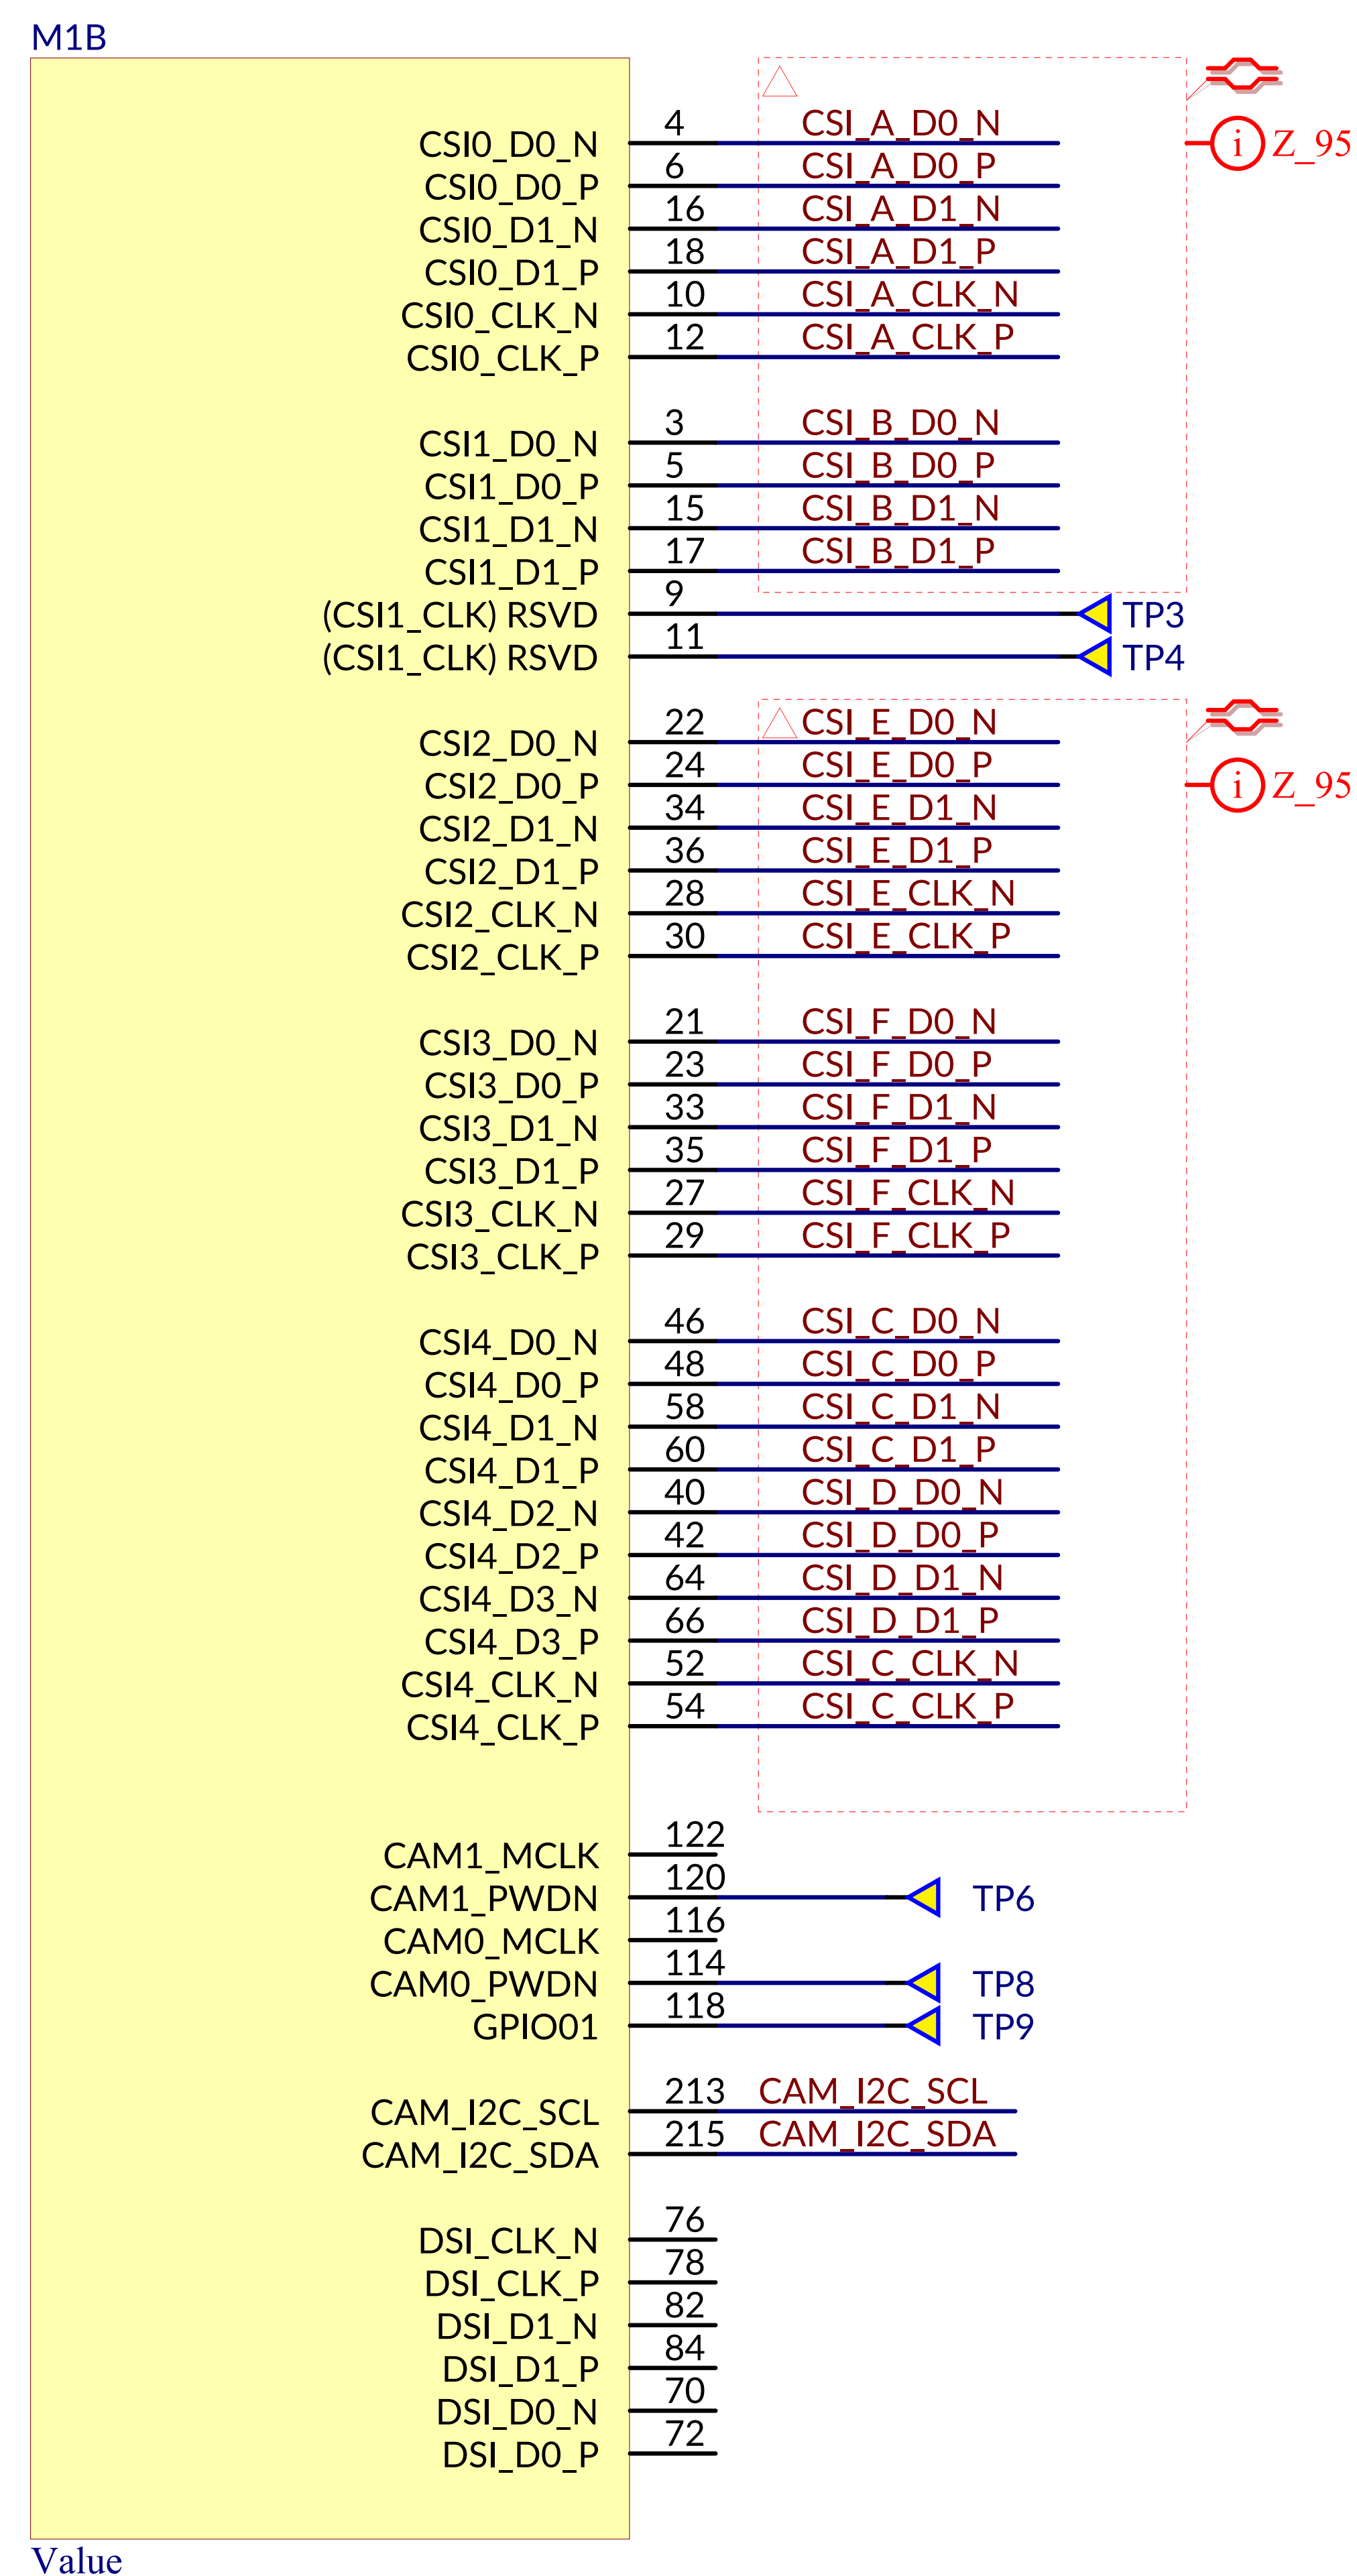 M1B
CSI0_D0_N 4 CSI_A_D0_N i Z_95
CSI0_D0_P 6 CSI_A_D0_P
CSI0_D1_N 16 CSI_A_D1_N
CSI0_D1_P 18 CSI_A_D1_P
CSI0_CLK_N 10 CSI_A_CLK_N
CSI0_CLK_P 12 CSI_A_CLK_P
CSI1_D0_N 3 CSI_B_D0_N
CSI1_D0_P 5 CSI_B_D0_P
CSI1_D1_N 15 CSI_B_D1_N
CSI1_D1_P 17 CSI_B_D1_P
(CSI1_CLK) RSVD 9 TP3
(CSI1_CLK) RSVD 11 TP4
CSI2_D0_N 22 CSI_E_D0_N
CSI2_D0_P 24 CSI_E_D0_P i Z_95
CSI2_D1_N 34 CSI_E_D1_N
CSI2_D1_P 36 CSI_E_D1_P
CSI2_CLK_N 28 CSI_E_CLK_N
CSI2_CLK_P 30 CSI_E_CLK_P
CSI3_D0_N 21 CSI_F_D0_N
CSI3_D0_P 23 CSI_F_D0_P
CSI3_D1_N 33 CSI_F_D1_N
CSI3_D1_P 35 CSI_F_D1_P
CSI3_CLK_N 27 CSI_F_CLK_N
CSI3_CLK_P 29 CSI_F_CLK_P
CSI4_D0_N 46 CSI_C_D0_N
CSI4_D0_P 48 CSI_C_D0_P
CSI4_D1_N 58 CSI_C_D1_N
CSI4_D1_P 60 CSI_C_D1_P
CSI4_D2_N 40 CSI_D_D0_N
CSI4_D2_P 42 CSI_D_D0_P
CSI4_D3_N 64 CSI_D_D1_N
CSI4_D3_P 66 CSI_D_D1_P
CSI4_CLK_N 52 CSI_C_CLK_N
CSI4_CLK_P 54 CSI_C_CLK_P
CAM1_MCLK 122
CAM1_PWDN 120 TP6
CAM0_MCLK 116
CAM0_PWDN 114 TP8
GPIO01 118 TP9
CAM_I2C_SCL 213 CAM_I2C_SCL
CAM_I2C_SDA 215 CAM_I2C_SDA
DSI_CLK_N 76
DSI_CLK_P 78
DSI_D1_N 82
DSI_D1_P 84
DSI_D0_N 70
DSI_D0_P 72
Value